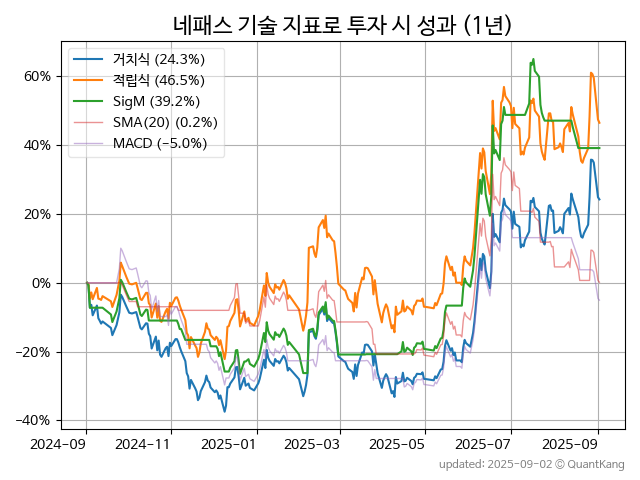 네패스 기술 지표로 투자 시 성과 (1년)
거치식 (24.3%)
적립식 (46.5%)
SigM (39.2%)
SMA(20) (0.2%)
MACD (−5.0%)
60%
40%
20%
0%
−20%
−40%
2024−09 2024−11 2025−01 2025−03 2025−05 2025−07 2025−09
updated: 2025-09-02 © QuantKang